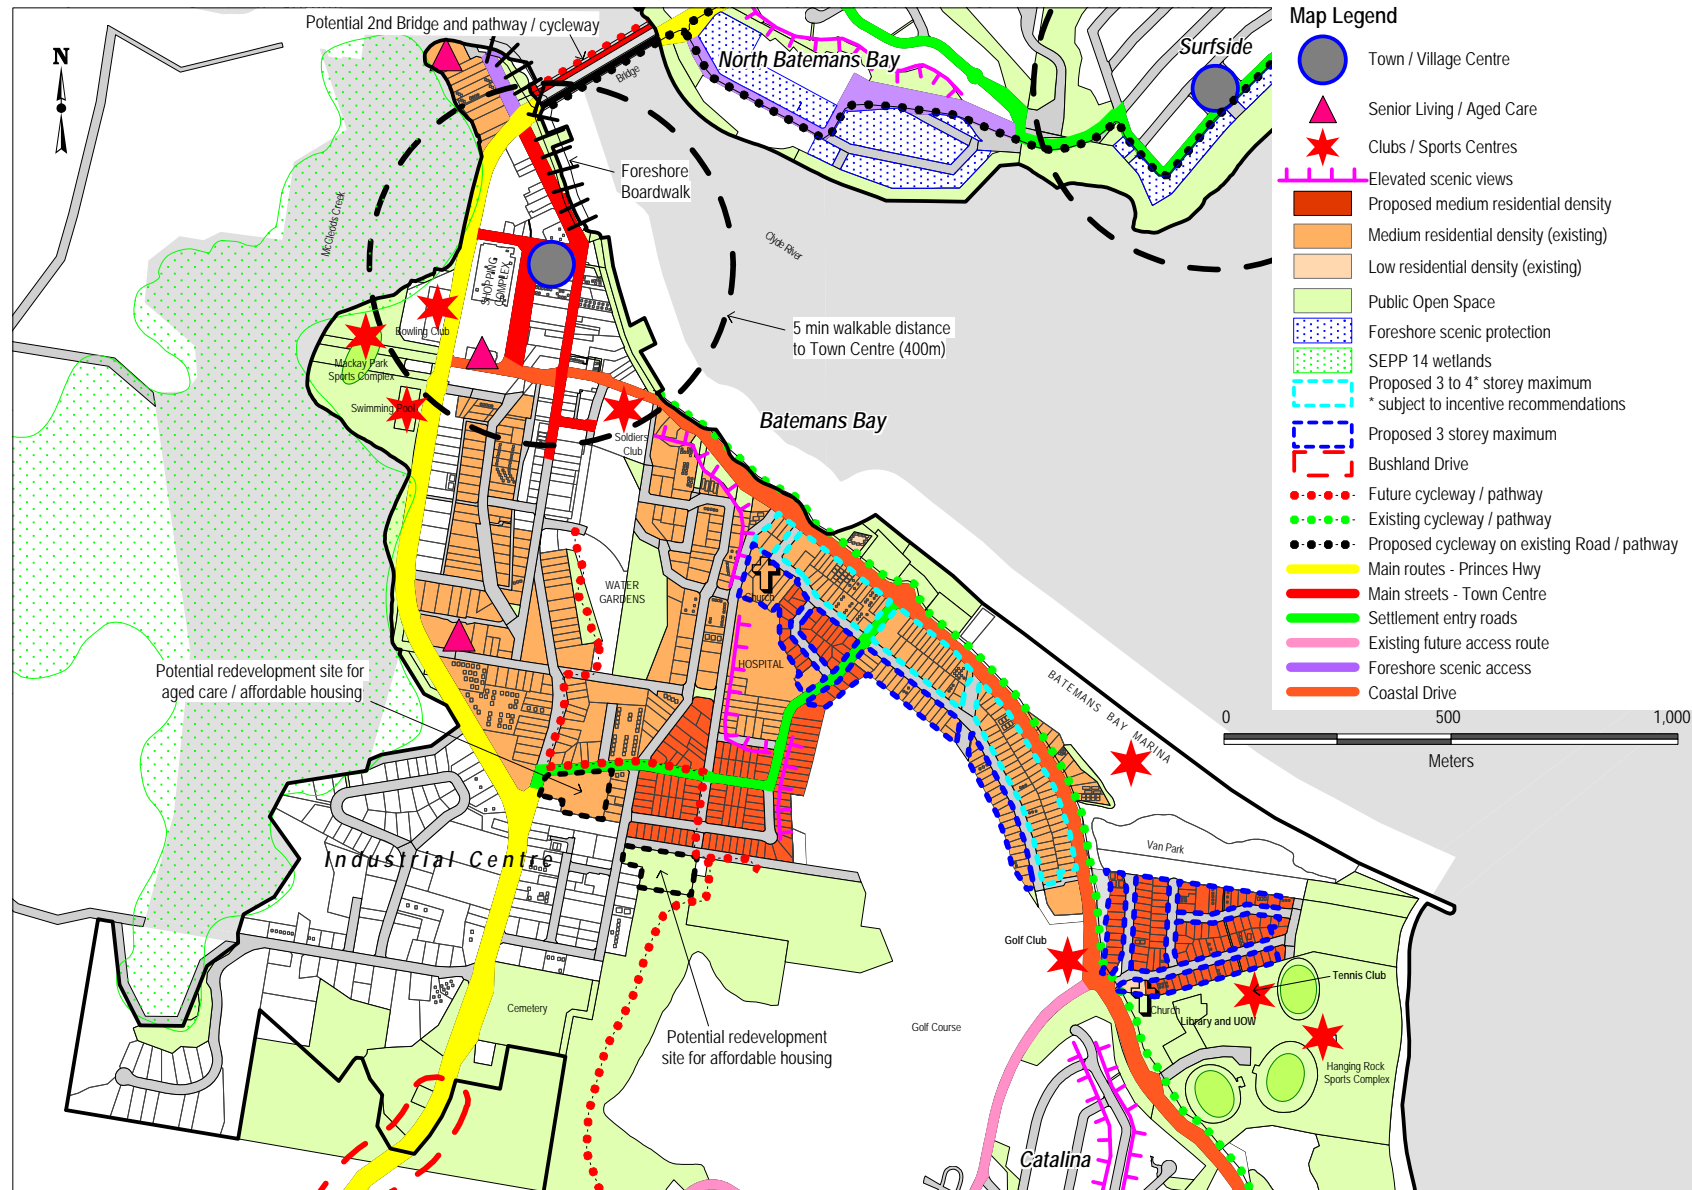 Potential 2nd Bridge and pathway / cycleway
N
Bridge
North Batemans Bay
Surfside
Foreshore
Boardwalk
McCleods Creek
Clyde River
SHOPPING
COMPLEX
Bowling Club
5 min walkable distance
to Town Centre (400m)
Mackay Park
Sports Complex
Swimming Pool
Batemans Bay
Soldiers
Club
WATER
GARDENS
Church
HOSPITAL
Potential redevelopment site for
aged care / affordable housing
BATEMANS BAY MARINA
Industrial Centre
Van Park
Golf Club
Tennis Club
Church
Library and UOW
Cemetery
Golf Course
Potential redevelopment
site for affordable housing
Hanging Rock
Sports Complex
Catalina
Map Legend
Town / Village Centre
Senior Living / Aged Care
Clubs / Sports Centres
Elevated scenic views
Proposed medium residential density
Medium residential density (existing)
Low residential density (existing)
Public Open Space
Foreshore scenic protection
SEPP 14 wetlands
Proposed 3 to 4* storey maximum
* subject to incentive recommendations
Proposed 3 storey maximum
Bushland Drive
Future cycleway / pathway
Existing cycleway / pathway
Proposed cycleway on existing Road / pathway
Main routes - Princes Hwy
Main streets - Town Centre
Settlement entry roads
Existing future access route
Foreshore scenic access
Coastal Drive
0 500 1,000
Meters